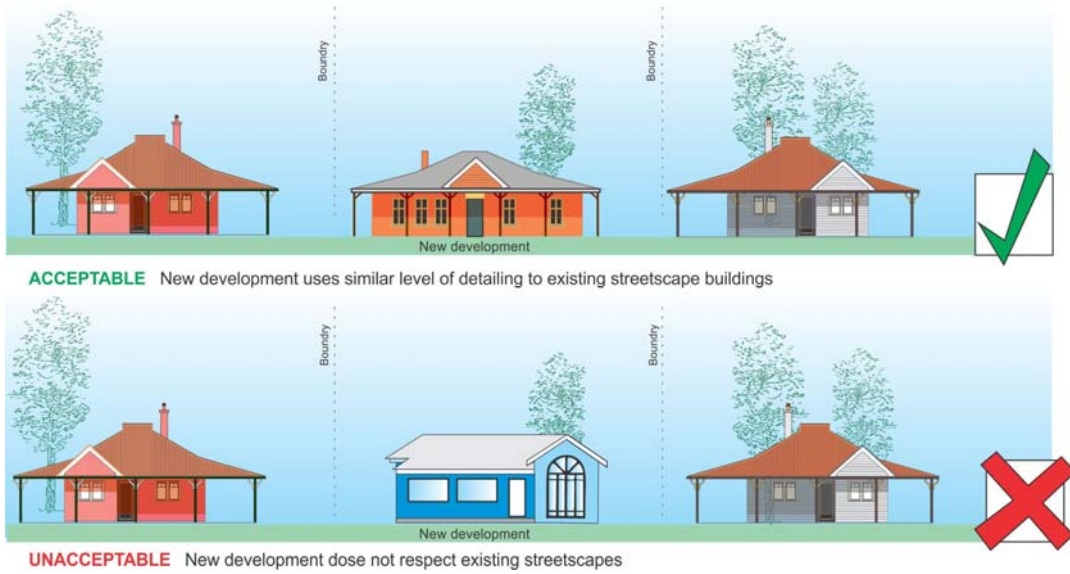 Boundry
Boundry
New development
ACCEPTABLE New development uses similar level of detailing to existing streetscape buildings
Boundry
Boundry
New development
UNACCEPTABLE New development dose not respect existing streetscapes